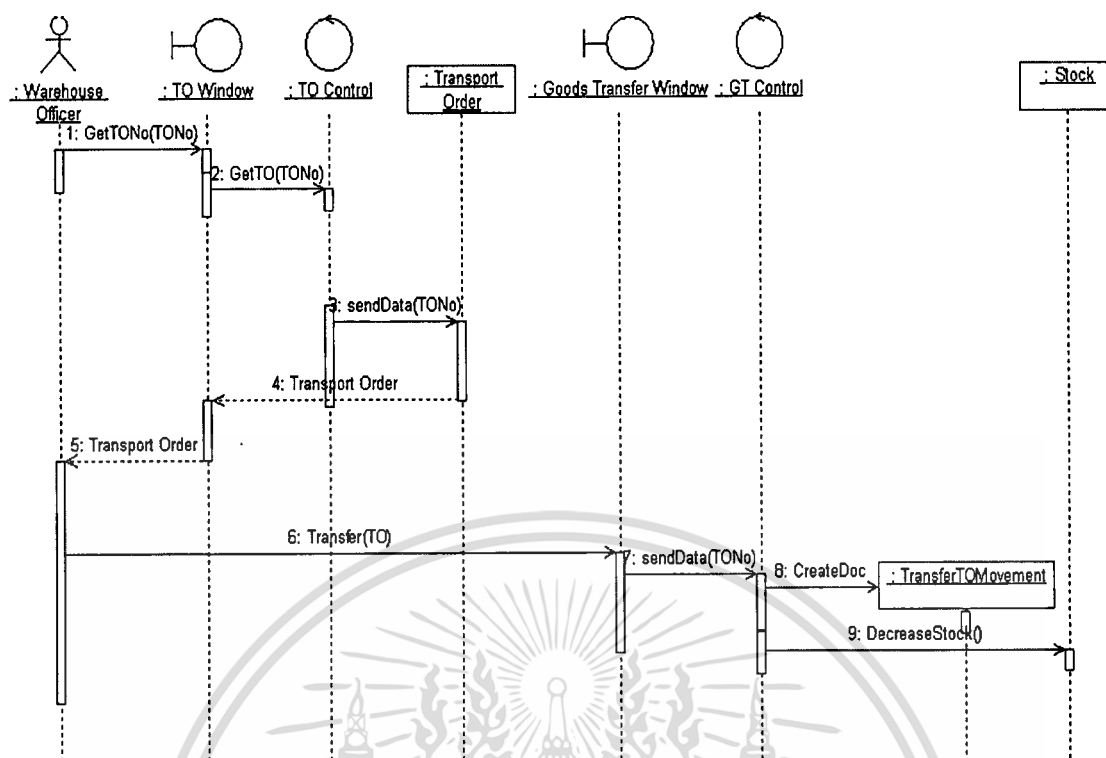 : Warehouse
Officer
: TO Window
: TO Control
: Transport
Order
: Goods Transfer Window
: GT Control
: Stock
1: GetTONo(TONo)
2: GetTO(TONo)
3: sendData(TONo)
4: Transport Order
5: Transport Order
6: Transfer(TO)
7: sendData(TONo)
8: CreateDoc
: TransferTOMovement
9: DecreaseStock()